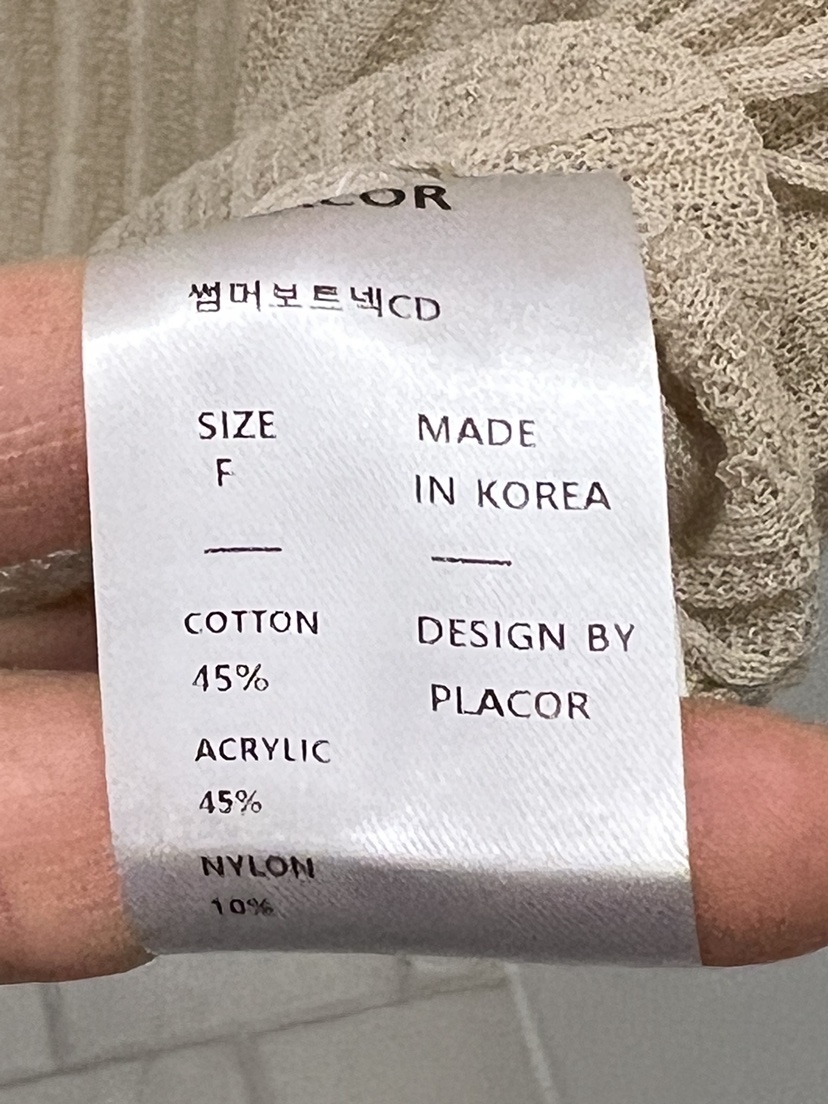 ACOR
썸머보트넥CD
SIZE
F
COTTON
45%
ACRYLIC
45%
NYLON
10%
MADE
IN KOREA
DESIGN BY
PLACOR